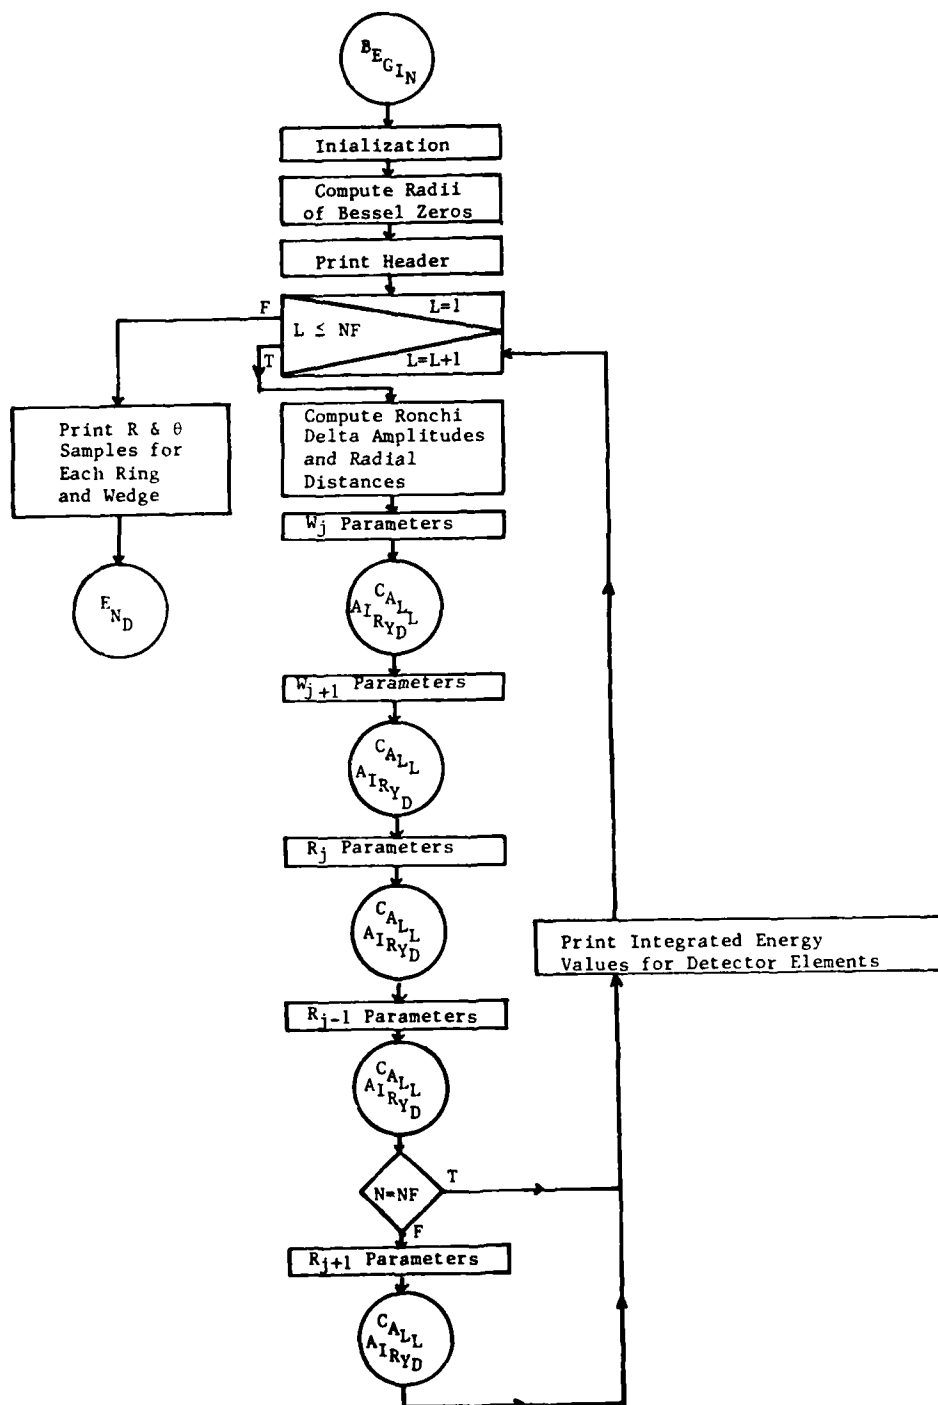 BEGIN
Inialization
Compute Radii
of Bessel Zeros
Print Header
F
L=1
L ≤ NF
T
L=L+1
Print R & θ
Samples for
Each Ring
and Wedge
END
Compute Ronchi
Delta Amplitudes
and Radial
Distances
Wj Parameters
CALL
AIRYD
Wj+1 Parameters
CALL
AIRYD
Rj Parameters
CALL
AIRYD
Print Integrated Energy
Values for Detector Elements
Rj-1 Parameters
CALL
AIRYD
N=NF
T
F
Rj+1 Parameters
CALL
AIRYD